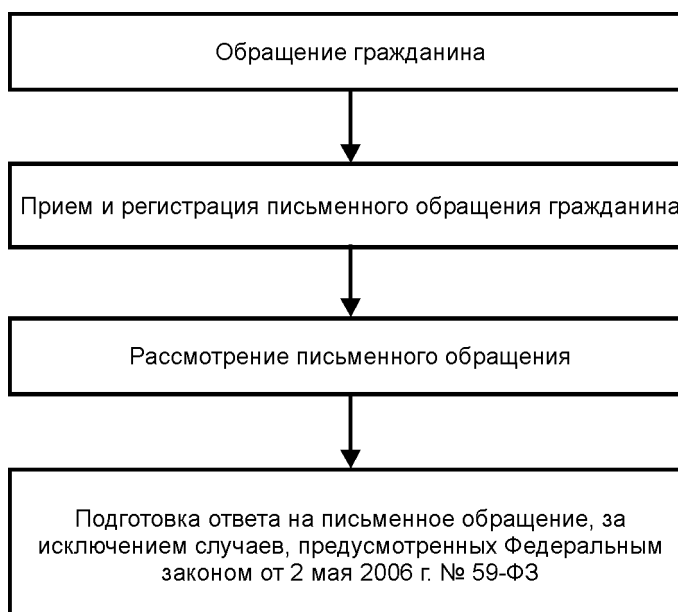 Обращение гражданина
Прием и регистрация письменного обращения гражданина
Рассмотрение письменного обращения
Подготовка ответа на письменное обращение, за
исключением случаев, предусмотренных Федеральным
законом от 2 мая 2006 г. № 59-ФЗ